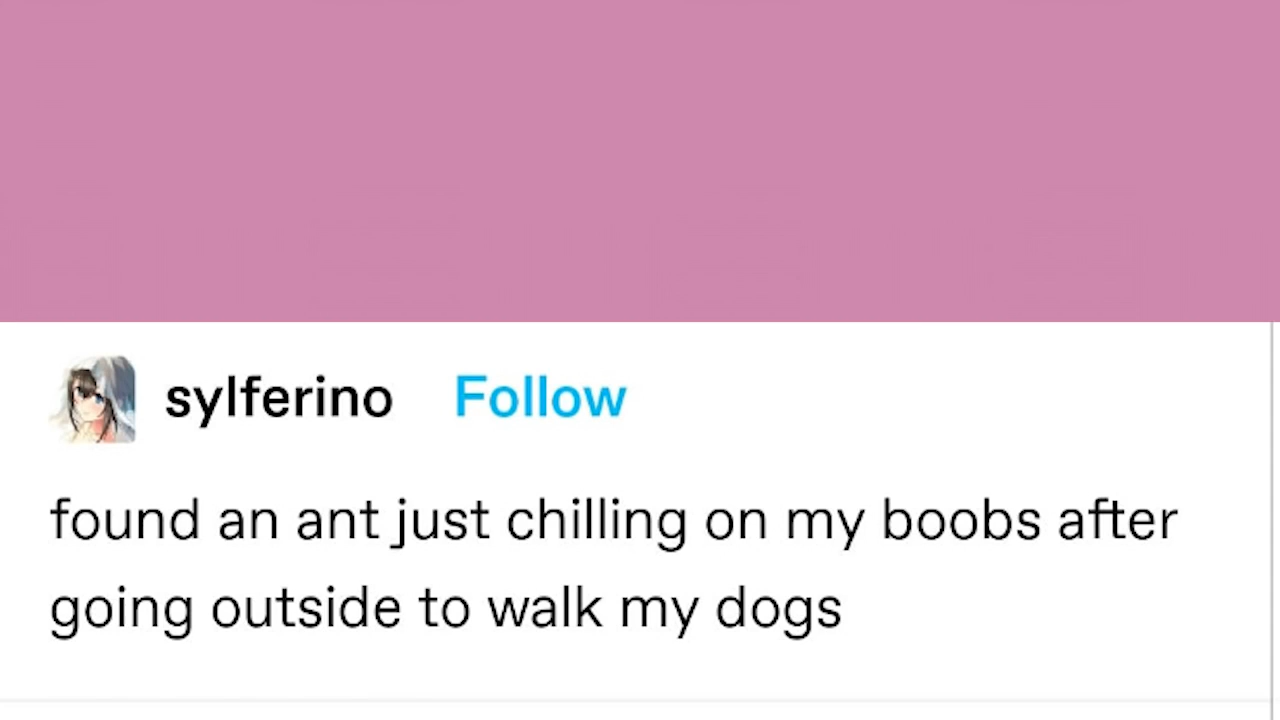 sylferino Follow
found an ant just chilling on my boobs after
going outside to walk my dogs